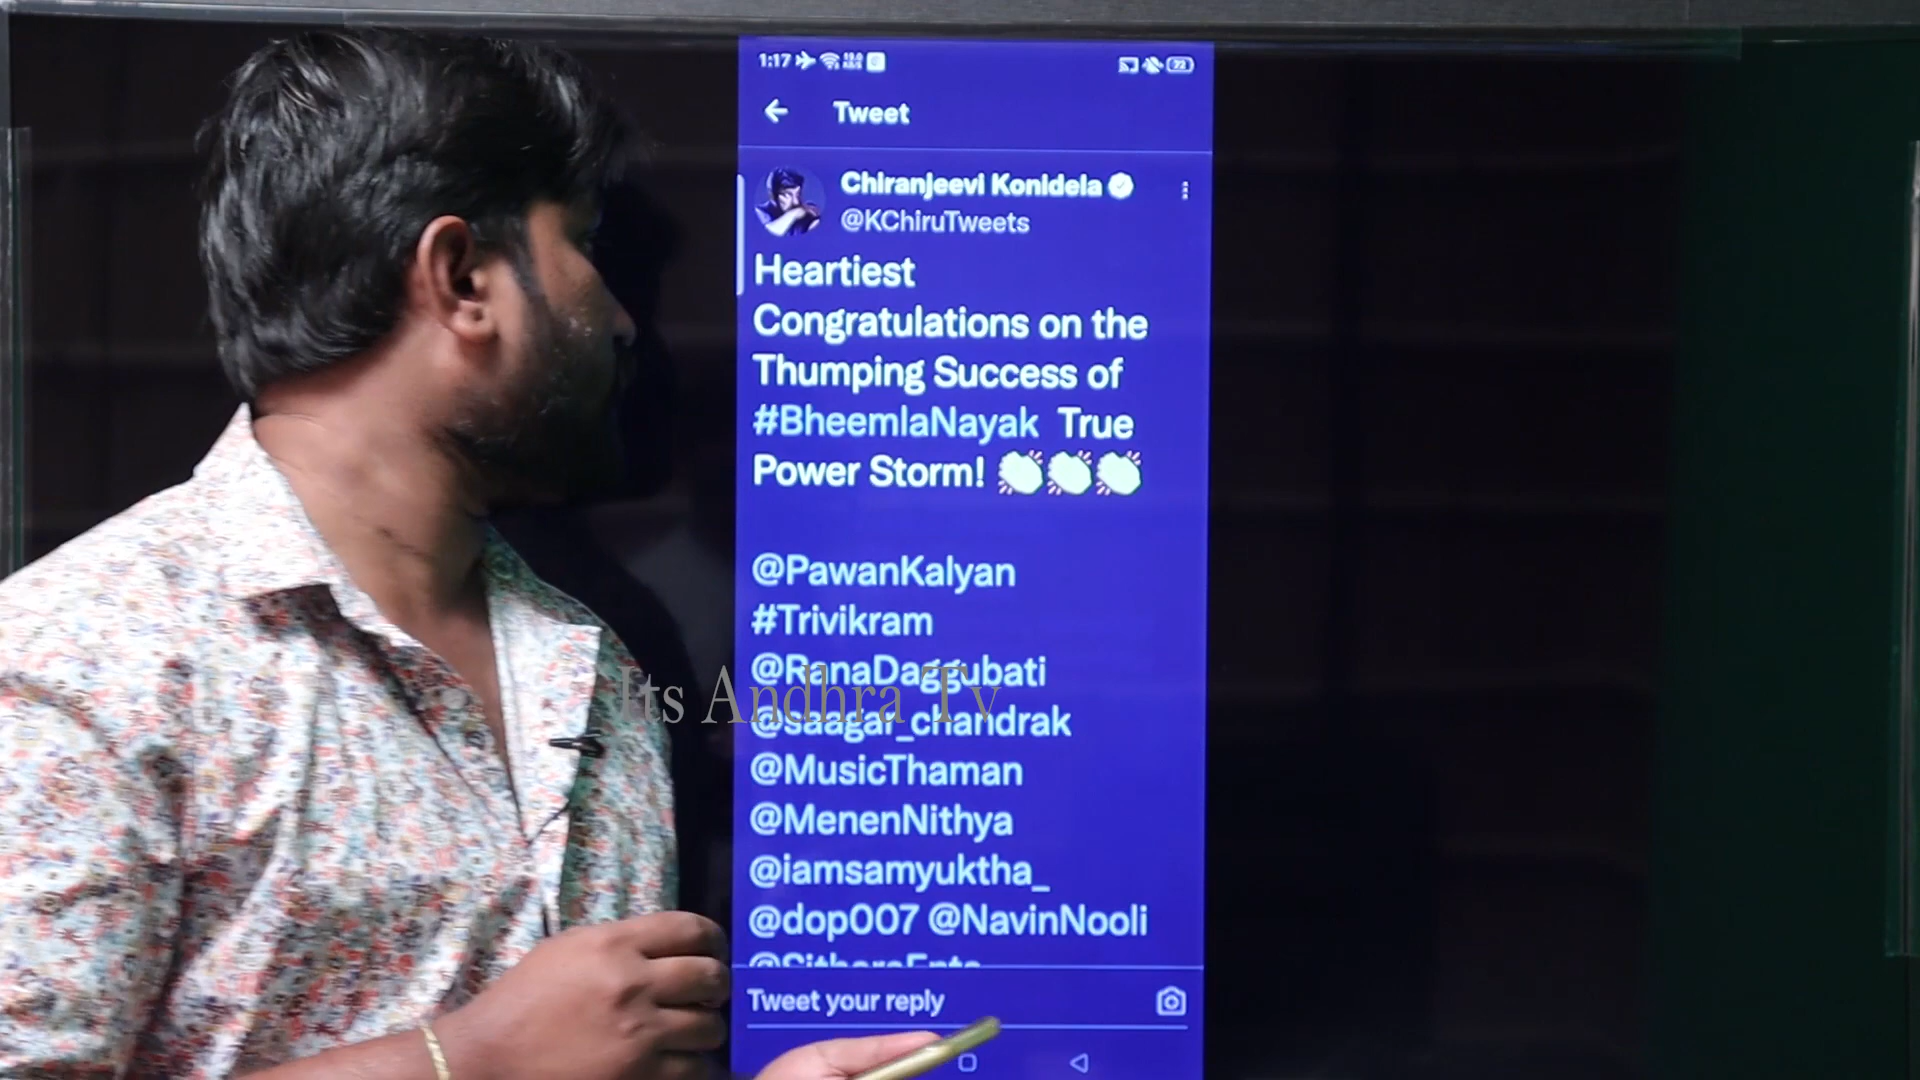 1:17
72
Tweet
Chiranjeevi Konidela
@KChiruTweets
Heartiest
Congratulations on the
Thumping Success of
#BheemlaNayak True
Power Storm! 👏👏👏
@PawanKalyan
#Trivikram
@RanaDaggubati
Its Andhra Tv
@saagar_chandrak
@MusicThaman
@MenenNithya
@iamsamyuktha_
@dop007 @NavinNooli
Tweet your reply